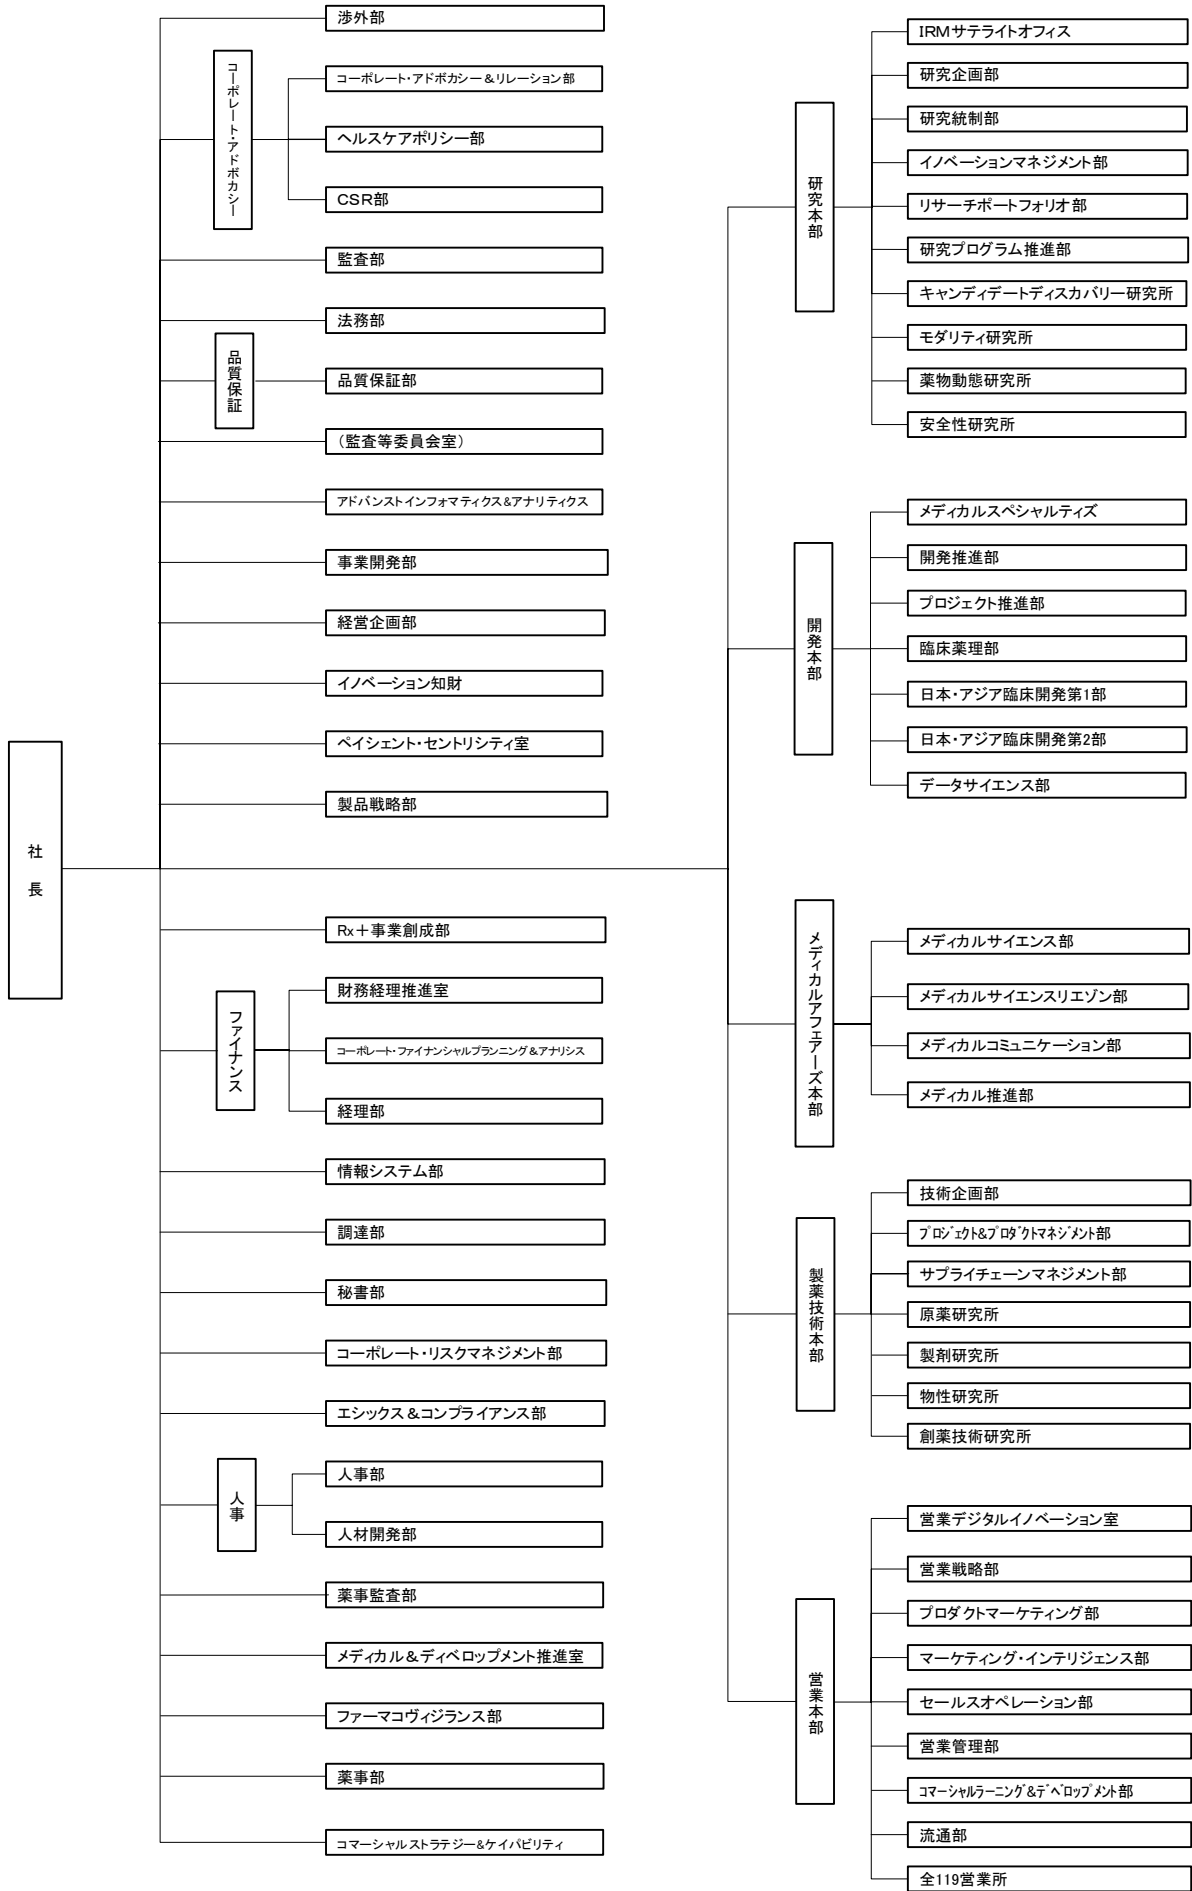 社長
渉外部
コーポレート・アドボカシー
コーポレート・アドボカシー＆リレーション部
ヘルスケアポリシー部
CSR部
監査部
法務部
品質保証
品質保証部
（監査等委員会室）
アドバンストインフォマティクス&アナリティクス
事業開発部
経営企画部
イノベーション知財
ペイシェント・セントリシティ室
製品戦略部
Rx＋事業創成部
ファイナンス
財務経理推進室
コーポレート・ファイナンシャルプランニング＆アナリシス
経理部
情報システム部
調達部
秘書部
コーポレート・リスクマネジメント部
エシックス＆コンプライアンス部
人事
人事部
人材開発部
薬事監査部
メディカル＆ディベロップメント推進室
ファーマコヴィジランス部
薬事部
コマーシャルストラテジー&ケイパビリティ
研究本部
IRMサテライトオフィス
研究企画部
研究統制部
イノベーションマネジメント部
リサーチポートフォリオ部
研究プログラム推進部
キャンディデートディスカバリー研究所
モダリティ研究所
薬物動態研究所
安全性研究所
開発本部
メディカルスペシャルティズ
開発推進部
プロジェクト推進部
臨床薬理部
日本・アジア臨床開発第1部
日本・アジア臨床開発第2部
データサイエンス部
メディカルアフェアーズ本部
メディカルサイエンス部
メディカルサイエンスリエゾン部
メディカルコミュニケーション部
メディカル推進部
製薬技術本部
技術企画部
プロジェクト&プロダクトマネジメント部
サプライチェーンマネジメント部
原薬研究所
製剤研究所
物性研究所
創薬技術研究所
営業本部
営業デジタルイノベーション室
営業戦略部
プロダクトマーケティング部
マーケティング・インテリジェンス部
セールスオペレーション部
営業管理部
コマーシャルラーニング&デベロップメント部
流通部
全119営業所